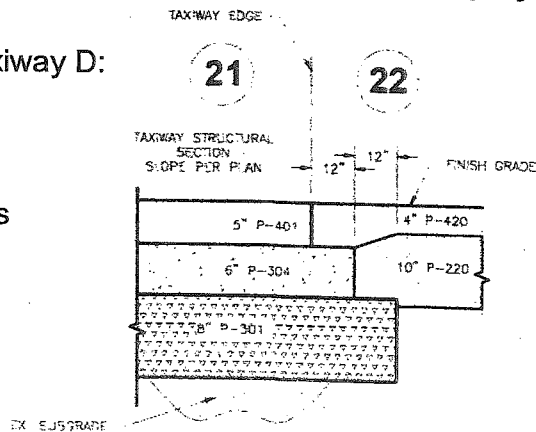 TAXIWAY EDGE
xiway D:
21
22
TAXIWAY STRUCTURAL
SECTION
SLOPE PER PLAN
12"
12"
FINISH GRADE
s
5" P-401
4" P-420
6" P-304
10" P-220
8" P-301
EX SUBGRADE